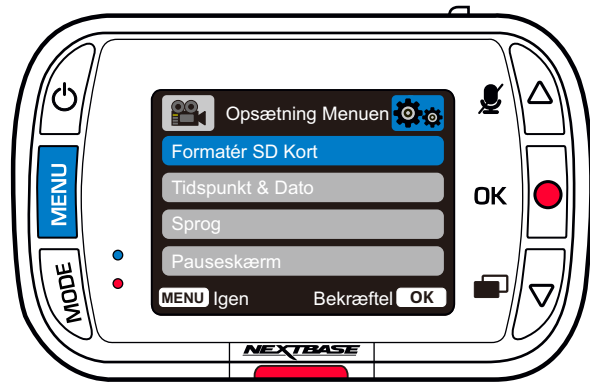 Opsætning Menuen
Formatér SD Kort
MENU
Tidspunkt & Dato
OK
Sprog
MODE
Pauseskærm
MENU Igen Bekræftel OK
NEXTBASE